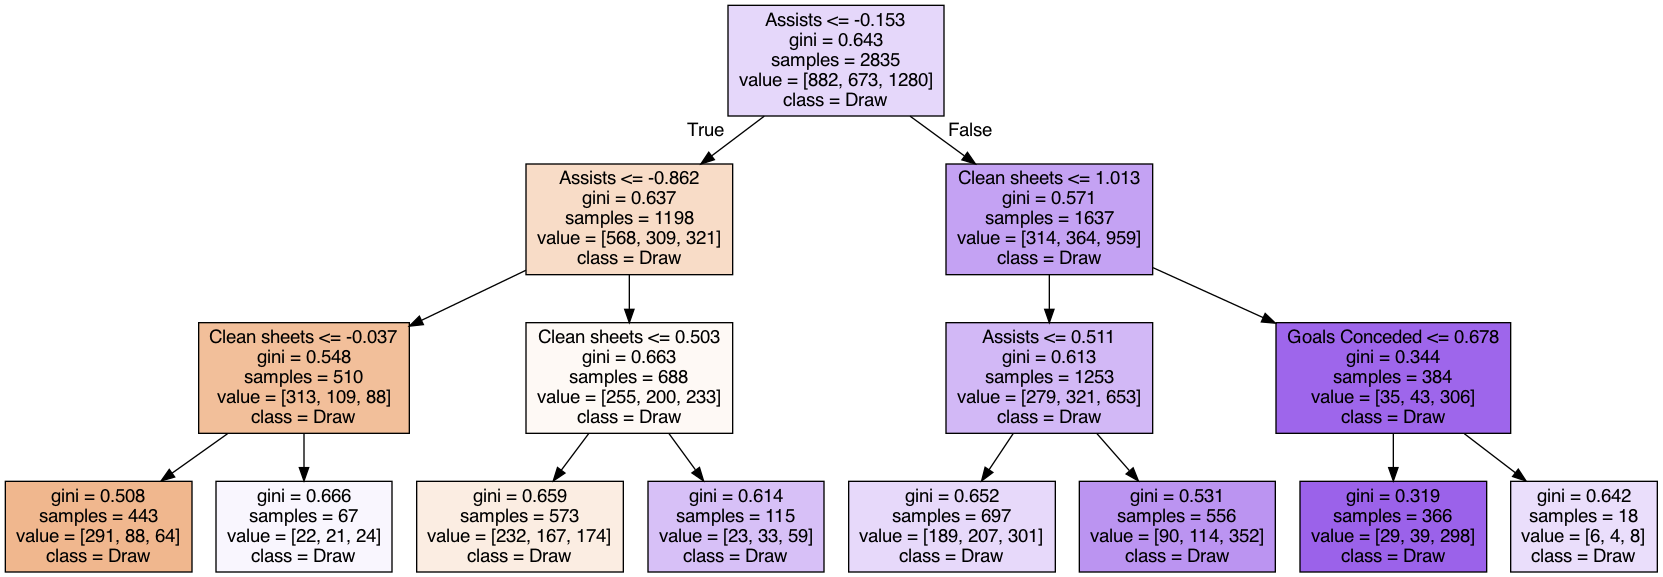 Assists <= -0.153
gini = 0.643
samples = 2835
value = [882, 673, 1280]
class = Draw
True
False
Assists <= -0.862
gini = 0.637
samples = 1198
value = [568, 309, 321]
class = Draw
Clean sheets <= 1.013
gini = 0.571
samples = 1637
value = [314, 364, 959]
class = Draw
Clean sheets <= -0.037
gini = 0.548
samples = 510
value = [313, 109, 88]
class = Draw
Clean sheets <= 0.503
gini = 0.663
samples = 688
value = [255, 200, 233]
class = Draw
Assists <= 0.511
gini = 0.613
samples = 1253
value = [279, 321, 653]
class = Draw
Goals Conceded <= 0.678
gini = 0.344
samples = 384
value = [35, 43, 306]
class = Draw
gini = 0.508
samples = 443
value = [291, 88, 64]
class = Draw
gini = 0.666
samples = 67
value = [22, 21, 24]
class = Draw
gini = 0.659
samples = 573
value = [232, 167, 174]
class = Draw
gini = 0.614
samples = 115
value = [23, 33, 59]
class = Draw
gini = 0.652
samples = 697
value = [189, 207, 301]
class = Draw
gini = 0.531
samples = 556
value = [90, 114, 352]
class = Draw
gini = 0.319
samples = 366
value = [29, 39, 298]
class = Draw
gini = 0.642
samples = 18
value = [6, 4, 8]
class = Draw